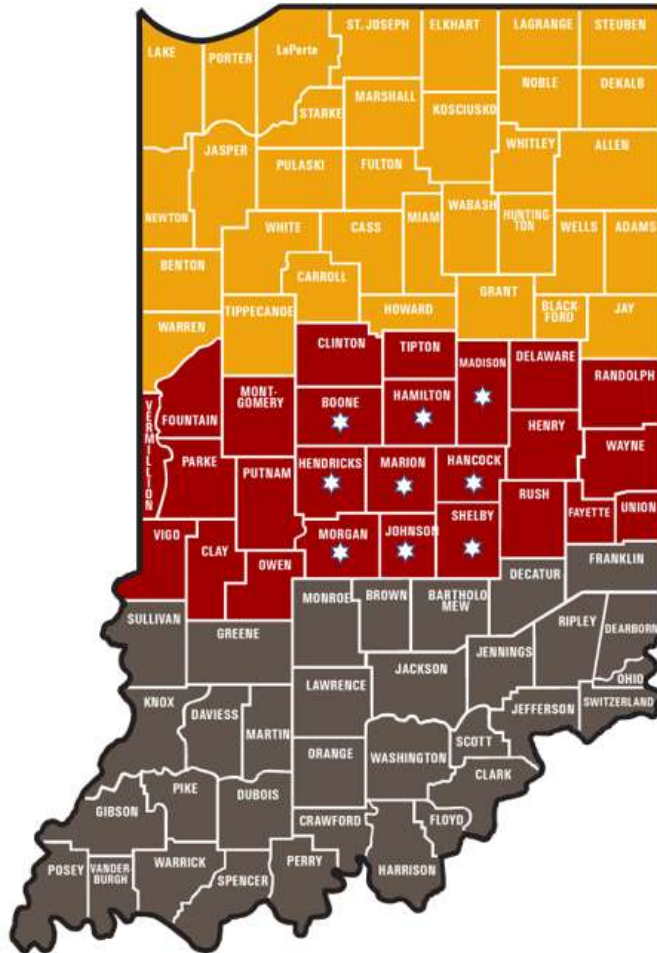 LAKE
PORTER
LaPorte
ST. JOSEPH
ELKHART
LAGRANGE
STEUBEN
NOBLE
DEKALB
MARSHALL
STARKE
KOSCIUSKO
WHITLEY
ALLEN
JASPER
PULASKI
FULTON
NEWTON
WHITE
CASS
MIAMI
WABASH
HUNTING-
TON
WELLS
ADAMS
BENTON
CARROLL
TIPPECANOE
HOWARD
GRANT
BLACK-
FORD
JAY
WARREN
CLINTON
TIPTON
MADISON
DELAWARE
RANDOLPH
VERMILLION
FOUNTAIN
MONT-
GOMERY
BOONE
HAMILTON
HENRY
WAYNE
PARKE
PUTNAM
HENDRICKS
MARION
HANCOCK
RUSH
FAYETTE
UNION
VIGO
CLAY
OWEN
MORGAN
JOHNSON
SHELBY
DECATUR
FRANKLIN
SULLIVAN
GREENE
MONROE
BROWN
BARTHOLO
MEW
RIPLEY
DEARBORN
JENNINGS
JACKSON
OHIO
SWITZERLAND
KNOX
DAVIESS
MARTIN
LAWRENCE
JEFFERSON
SCOTT
ORANGE
WASHINGTON
CLARK
GIBSON
PIKE
DUBOIS
CRAWFORD
FLOYD
HARRISON
POSEY
VANDER-
BURGH
WARRICK
SPENCER
PERRY